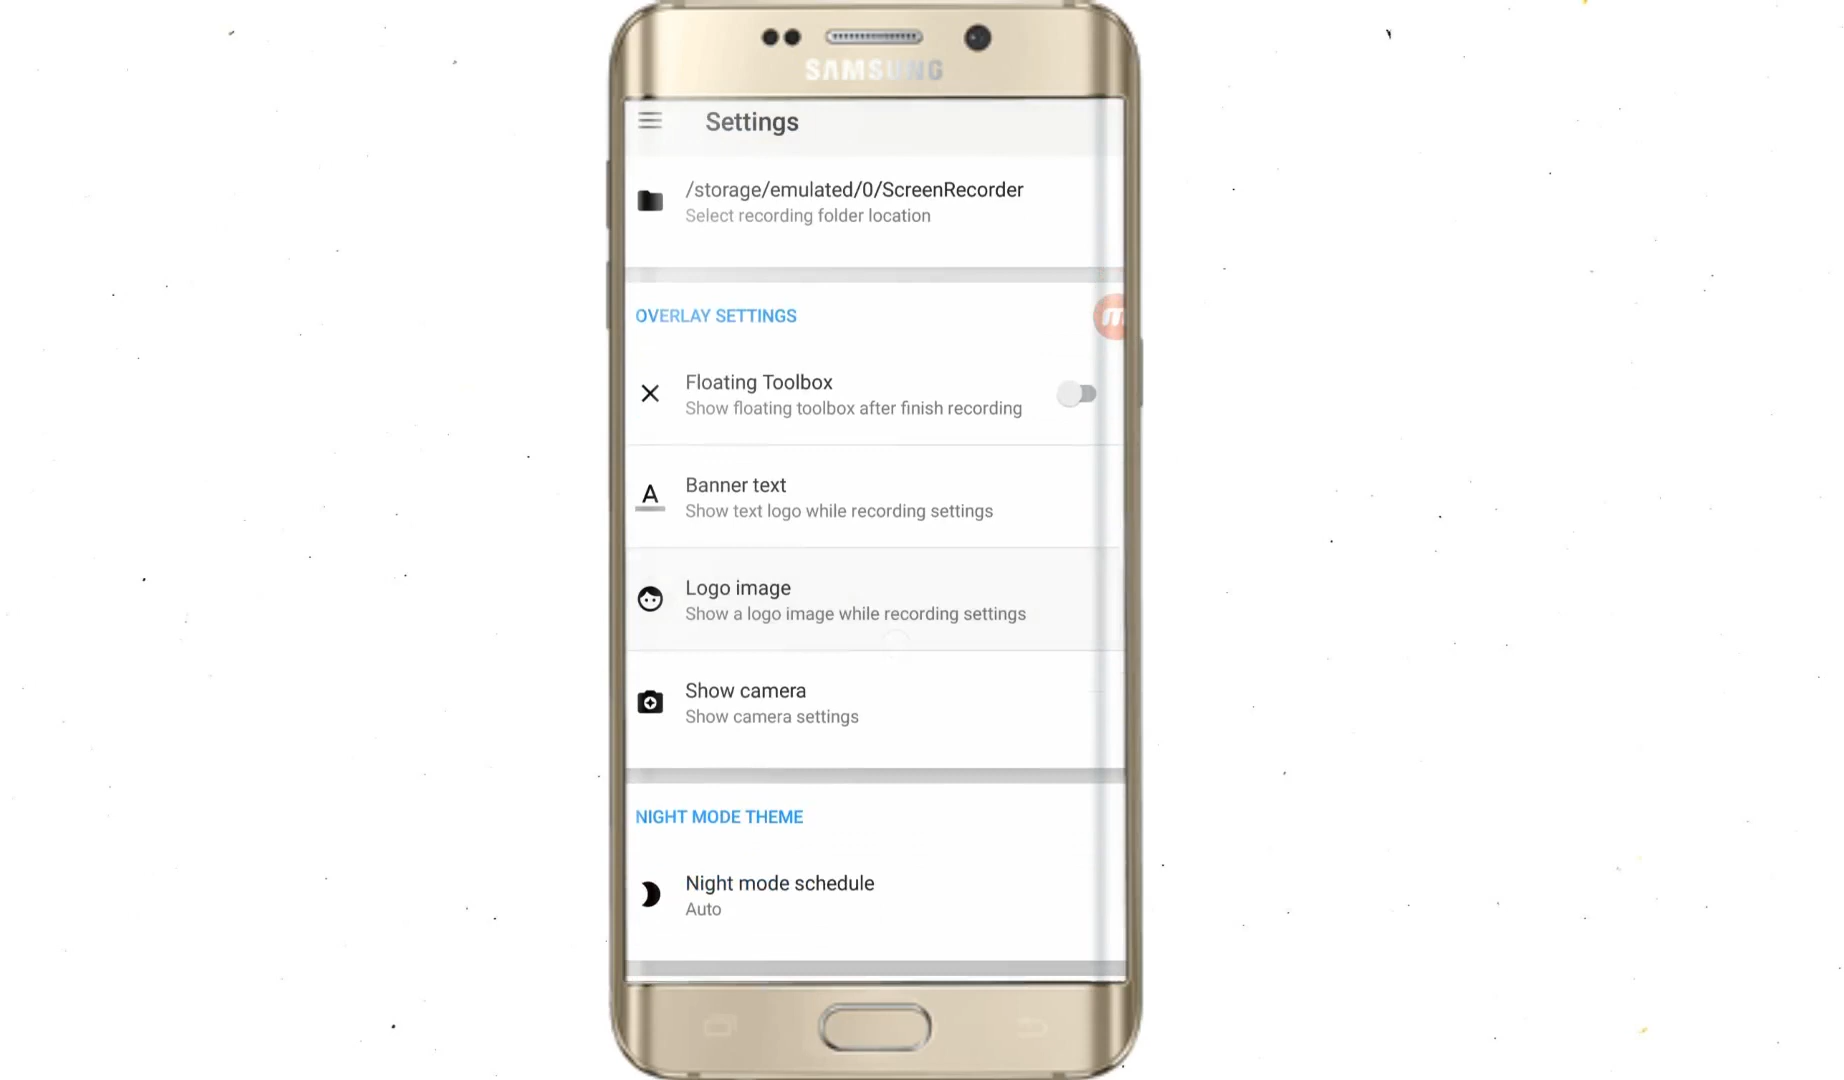 SAMSUNG
Settings
/storage/emulated/0/ScreenRecorder
Select recording folder location
OVERLAY SETTINGS
m
Floating Toolbox
Show floating toolbox after finish recording
A
Banner text
Show text logo while recording settings
Logo image
Show a logo image while recording settings
Show camera
Show camera settings
NIGHT MODE THEME
Night mode schedule
Auto